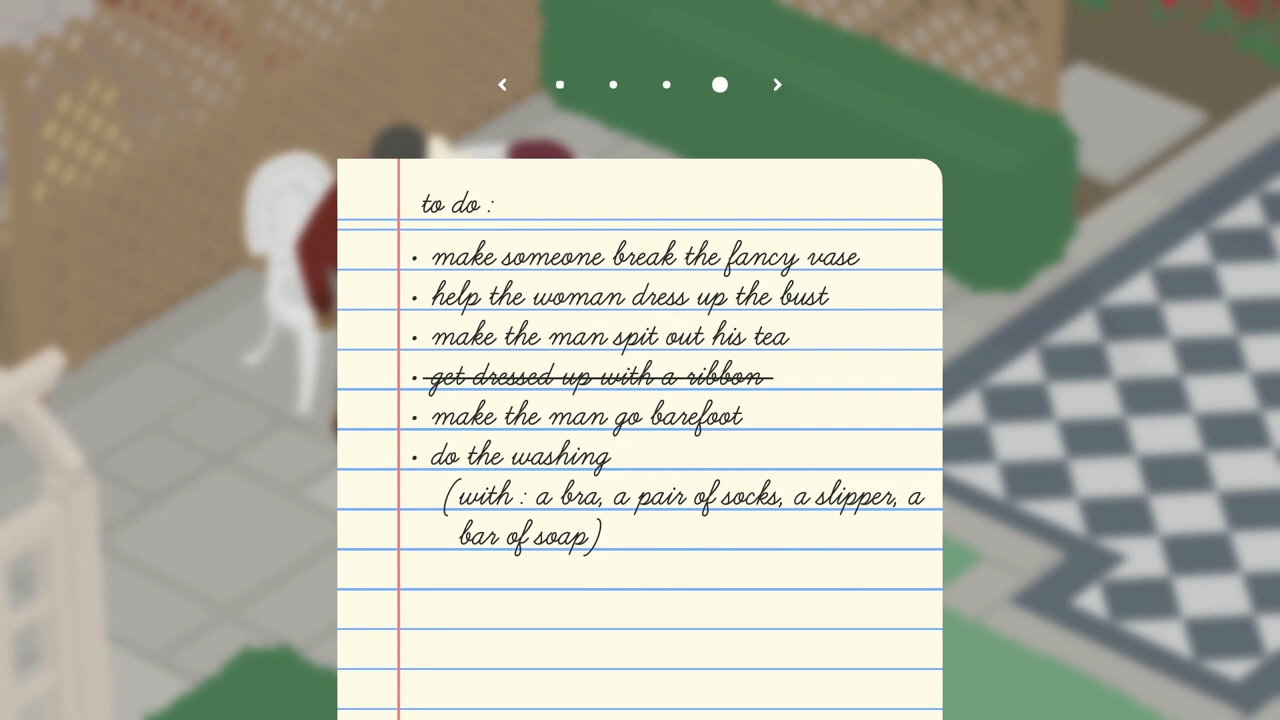 to do :
• make someone break the fancy vase
• help the woman dress up the bust
• make the man spit out his tea
• get dressed up with a ribbon
• make the man go barefoot
• do the washing
(with : a bra, a pair of socks, a slipper, a
bar of soap)